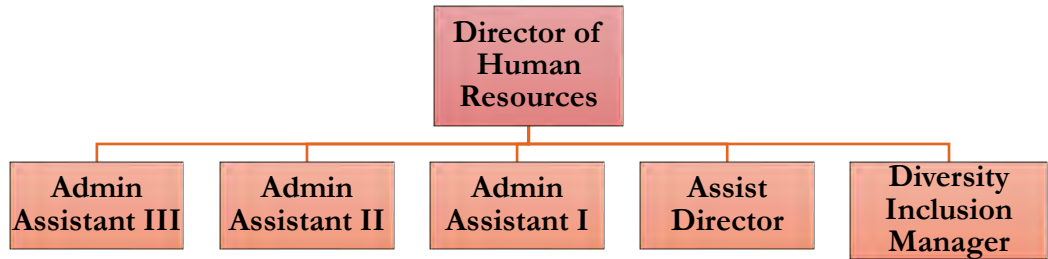 Director of
Human
Resources
Admin
Assistant III
Admin
Assistant II
Admin
Assistant I
Assist
Director
Diversity
Inclusion
Manager